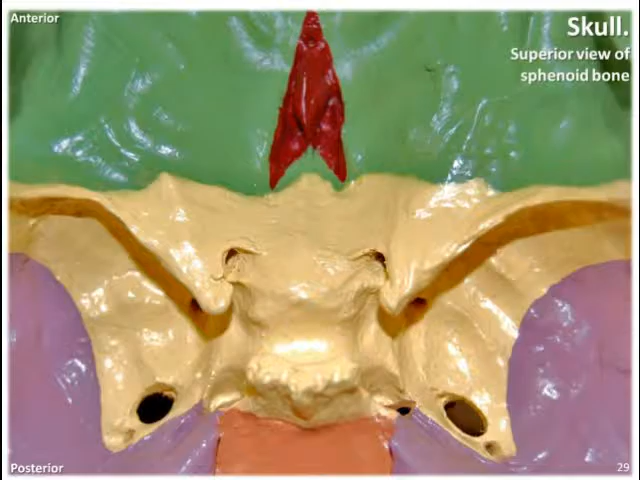 Anterior
Skull.
Superior view of
sphenoid bone
Posterior
29